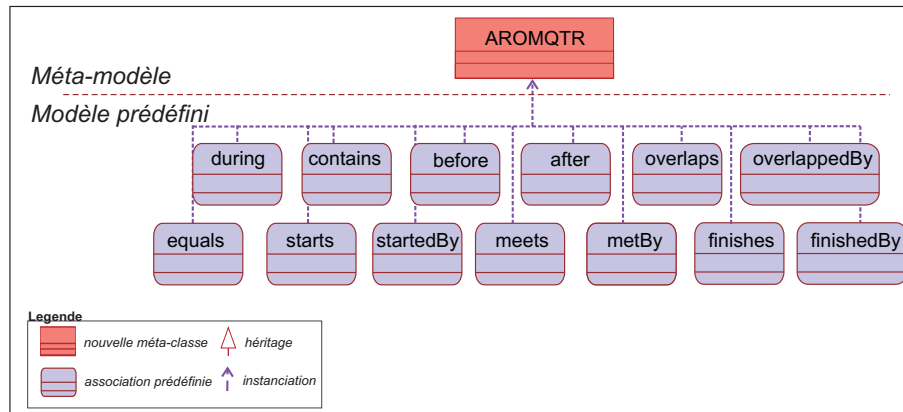 AROMQTR
Méta-modèle
Modèle prédéfini
during contains before after overlaps overlappedBy
equals starts startedBy meets metBy finishes finishedBy
Legende
nouvelle méta-classe héritage
association prédéfinie instanciation